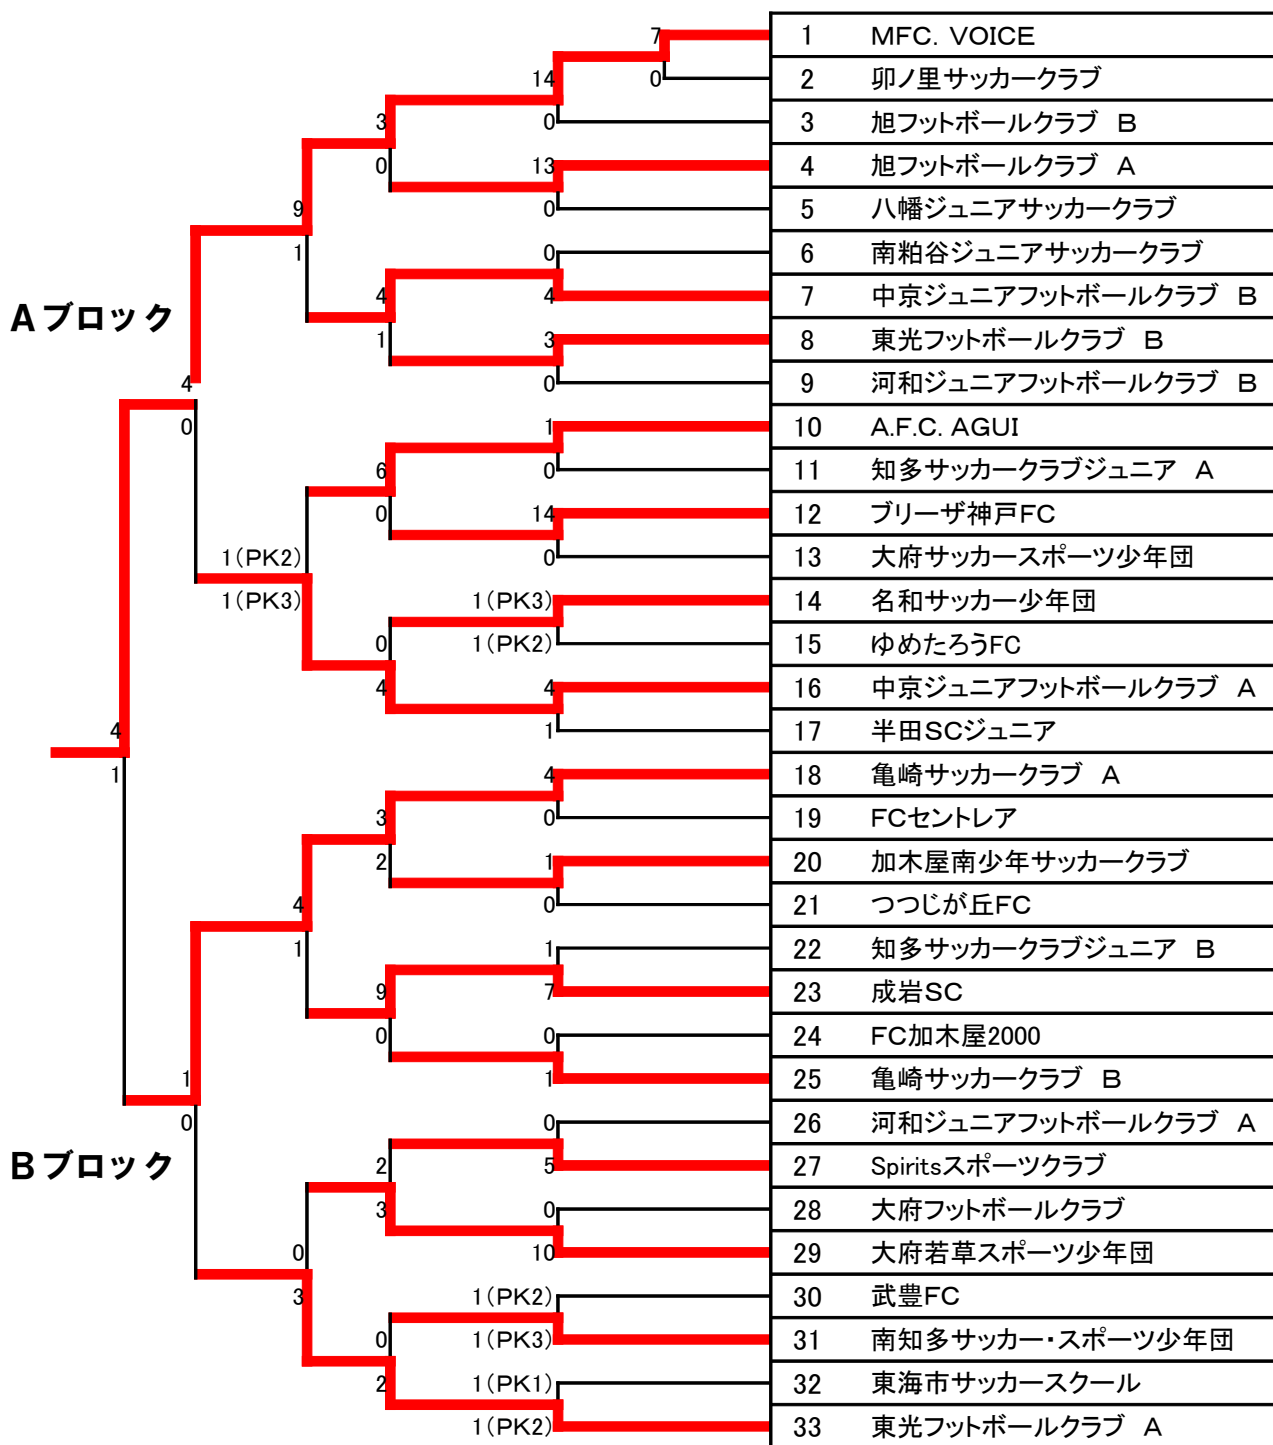 7
1 MFC. VOICE
14
0
2 卯ノ里サッカークラブ
3
0
3 旭フットボールクラブ B
0
13
4 旭フットボールクラブ A
9
0
5 八幡ジュニアサッカークラブ
1
0
6 南粕谷ジュニアサッカークラブ
4
4
7 中京ジュニアフットボールクラブ B
Aブロック
1
3
8 東光フットボールクラブ B
4
0
9 河和ジュニアフットボールクラブ B
0
1
10 A.F.C. AGUI
6
0
11 知多サッカークラブジュニア A
0
14
12 ブリーザ神戸FC
1(PK2)
0
13 大府サッカースポーツ少年団
1(PK3)
1(PK3)
14 名和サッカー少年団
0
1(PK2)
15 ゆめたろうFC
4
4
16 中京ジュニアフットボールクラブ A
4
1
17 半田SCジュニア
1
4
18 亀崎サッカークラブ A
3
0
19 FCセントレア
2
1
20 加木屋南少年サッカークラブ
4
0
21 つつじが丘FC
1
1
22 知多サッカークラブジュニア B
9
7
23 成岩SC
0
0
24 FC加木屋2000
1
1
25 亀崎サッカークラブ B
0
0
26 河和ジュニアフットボールクラブ A
Bブロック
2
5
27 Spiritsスポーツクラブ
3
0
28 大府フットボールクラブ
0
10
29 大府若草スポーツ少年団
3
1(PK2)
30 武豊FC
0
1(PK3)
31 南知多サッカー・スポーツ少年団
2
1(PK1)
32 東海市サッカースクール
1(PK2)
33 東光フットボールクラブ A